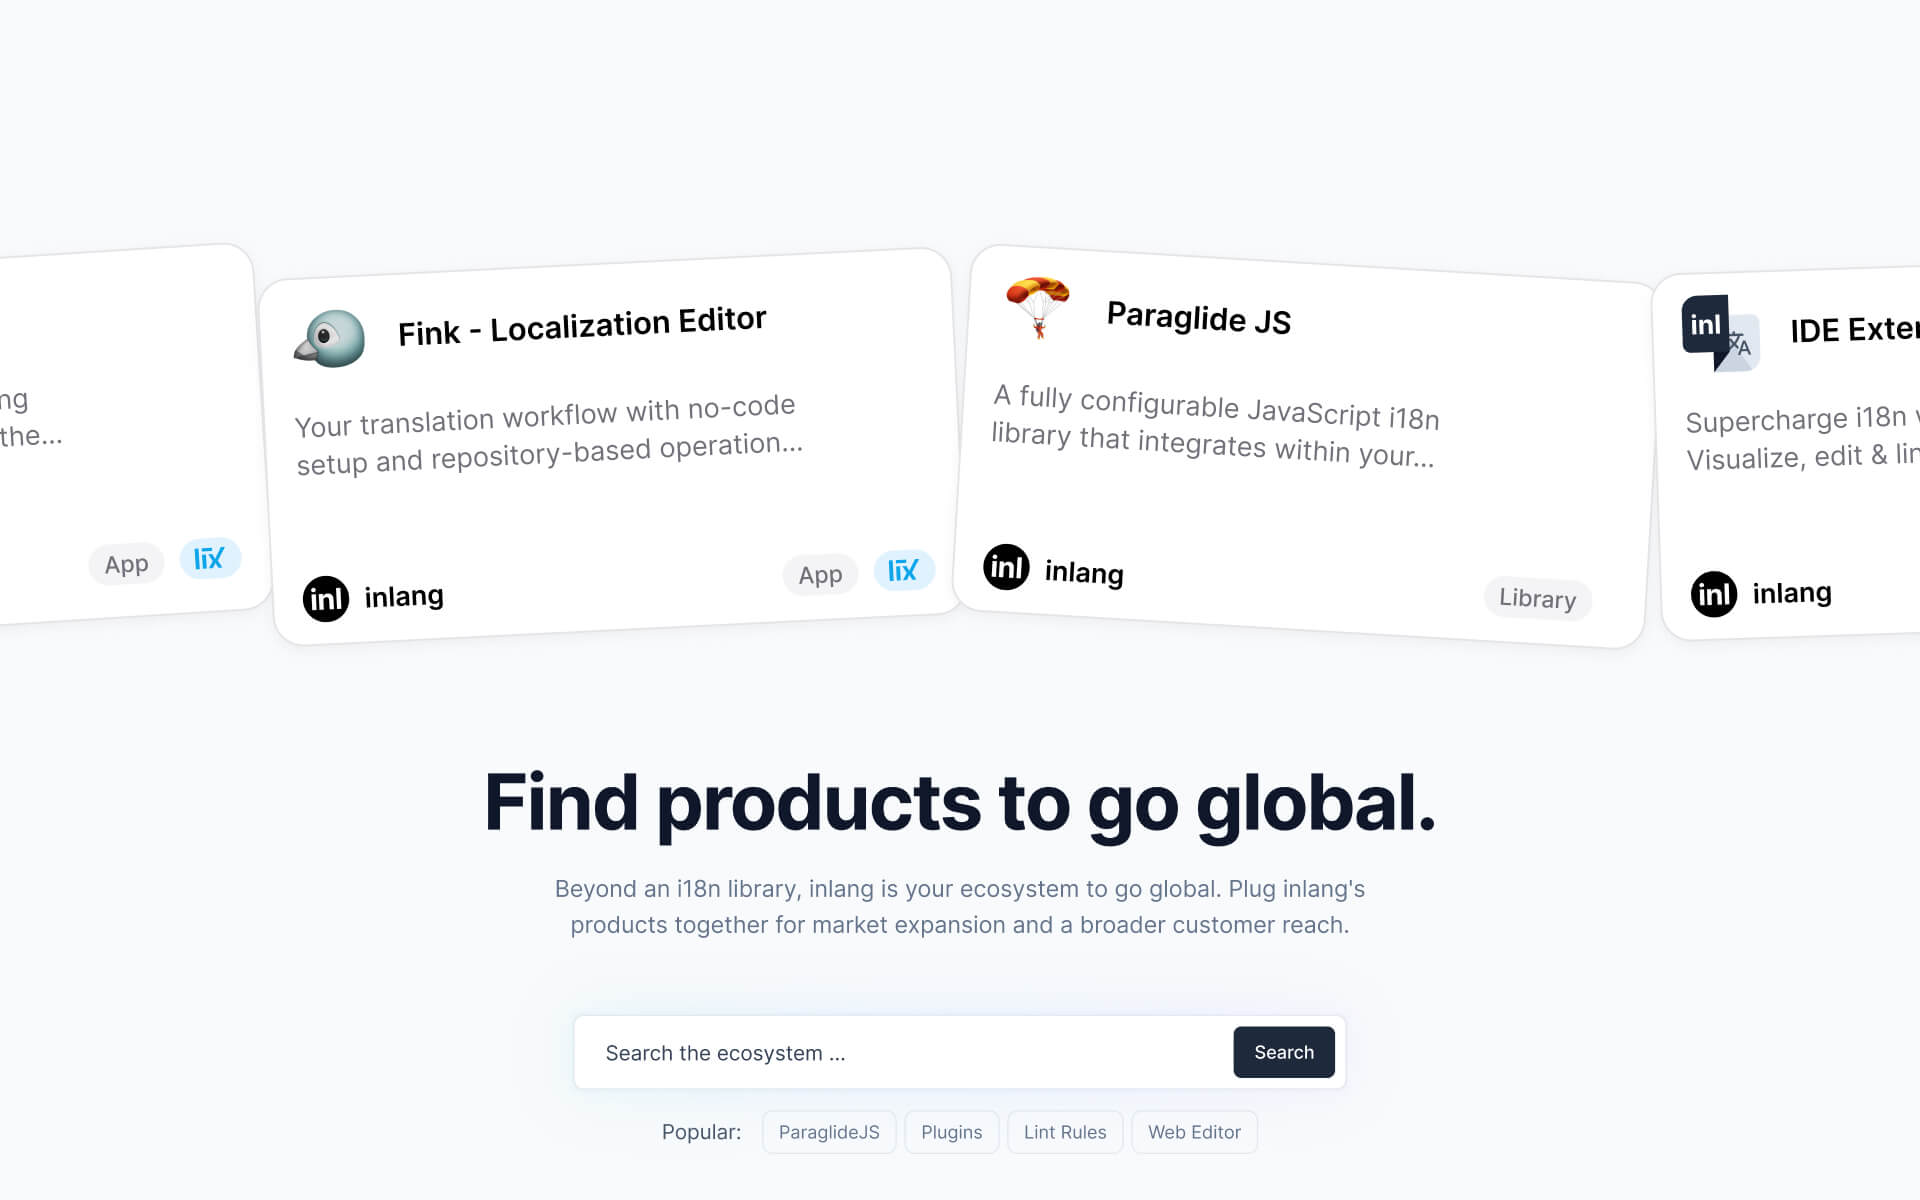 ng
the...
App
lix
Fink - Localization Editor
Your translation workflow with no-code
setup and repository-based operation...
inl
inlang
App
lix
Paraglide JS
A fully configurable JavaScript i18n
library that integrates within your...
inl
inlang
Library
inl
文A
IDE Exter
Supercharge i18n
Visualize, edit & lin
inl
inlang
Find products to go global.
Beyond an i18n library, inlang is your ecosystem to go global. Plug inlang's
products together for market expansion and a broader customer reach.
Search the ecosystem ...
Search
Popular:
ParaglideJS
Plugins
Lint Rules
Web Editor